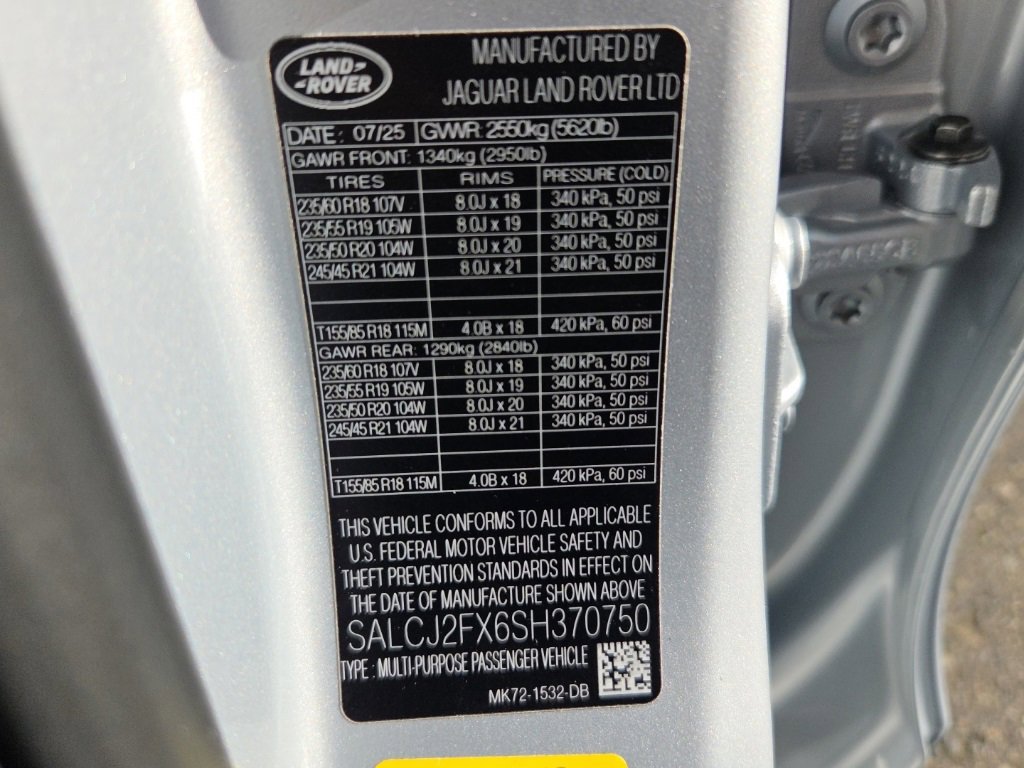 LAND-
-ROVER
MANUFACTURED BY
JAGUAR LAND ROVER LTD
DATE: 07/25 GVWR: 2550kg (5620lb)
GAWR FRONT: 1340kg (2950lb)
TIRES RIMS PRESSURE (COLD)
235/60 R18 107V 8.0J x 18 340 kPa, 50 psi
235/55 R19 105W 8.0J x 19 340 kPa, 50 psi
235/50 R20 104W 8.0J x 20 340 kPa, 50 psi
245/45 R21 104W 8.0J x 21 340 kPa, 50 psi
T155/85 R18 115M 4.0B x 18 420 kPa, 60 psi
GAWR REAR: 1290kg (2840lb)
235/60 R18 107V 8.0J x 18 340 kPa, 50 psi
235/55 R19 105W 8.0J x 19 340 kPa, 50 psi
235/50 R20 104W 8.0J x 20 340 kPa, 50 psi
245/45 R21 104W 8.0J x 21 340 kPa, 50 psi
T155/85 R18 115M 4.0B x 18 420 kPa, 60 psi
THIS VEHICLE CONFORMS TO ALL APPLICABLE
U.S. FEDERAL MOTOR VEHICLE SAFETY AND
THEFT PREVENTION STANDARDS IN EFFECT ON
THE DATE OF MANUFACTURE SHOWN ABOVE
SALCJ2FX6SH370750
TYPE : MULTI-PURPOSE PASSENGER VEHICLE
MK72-1532-DB